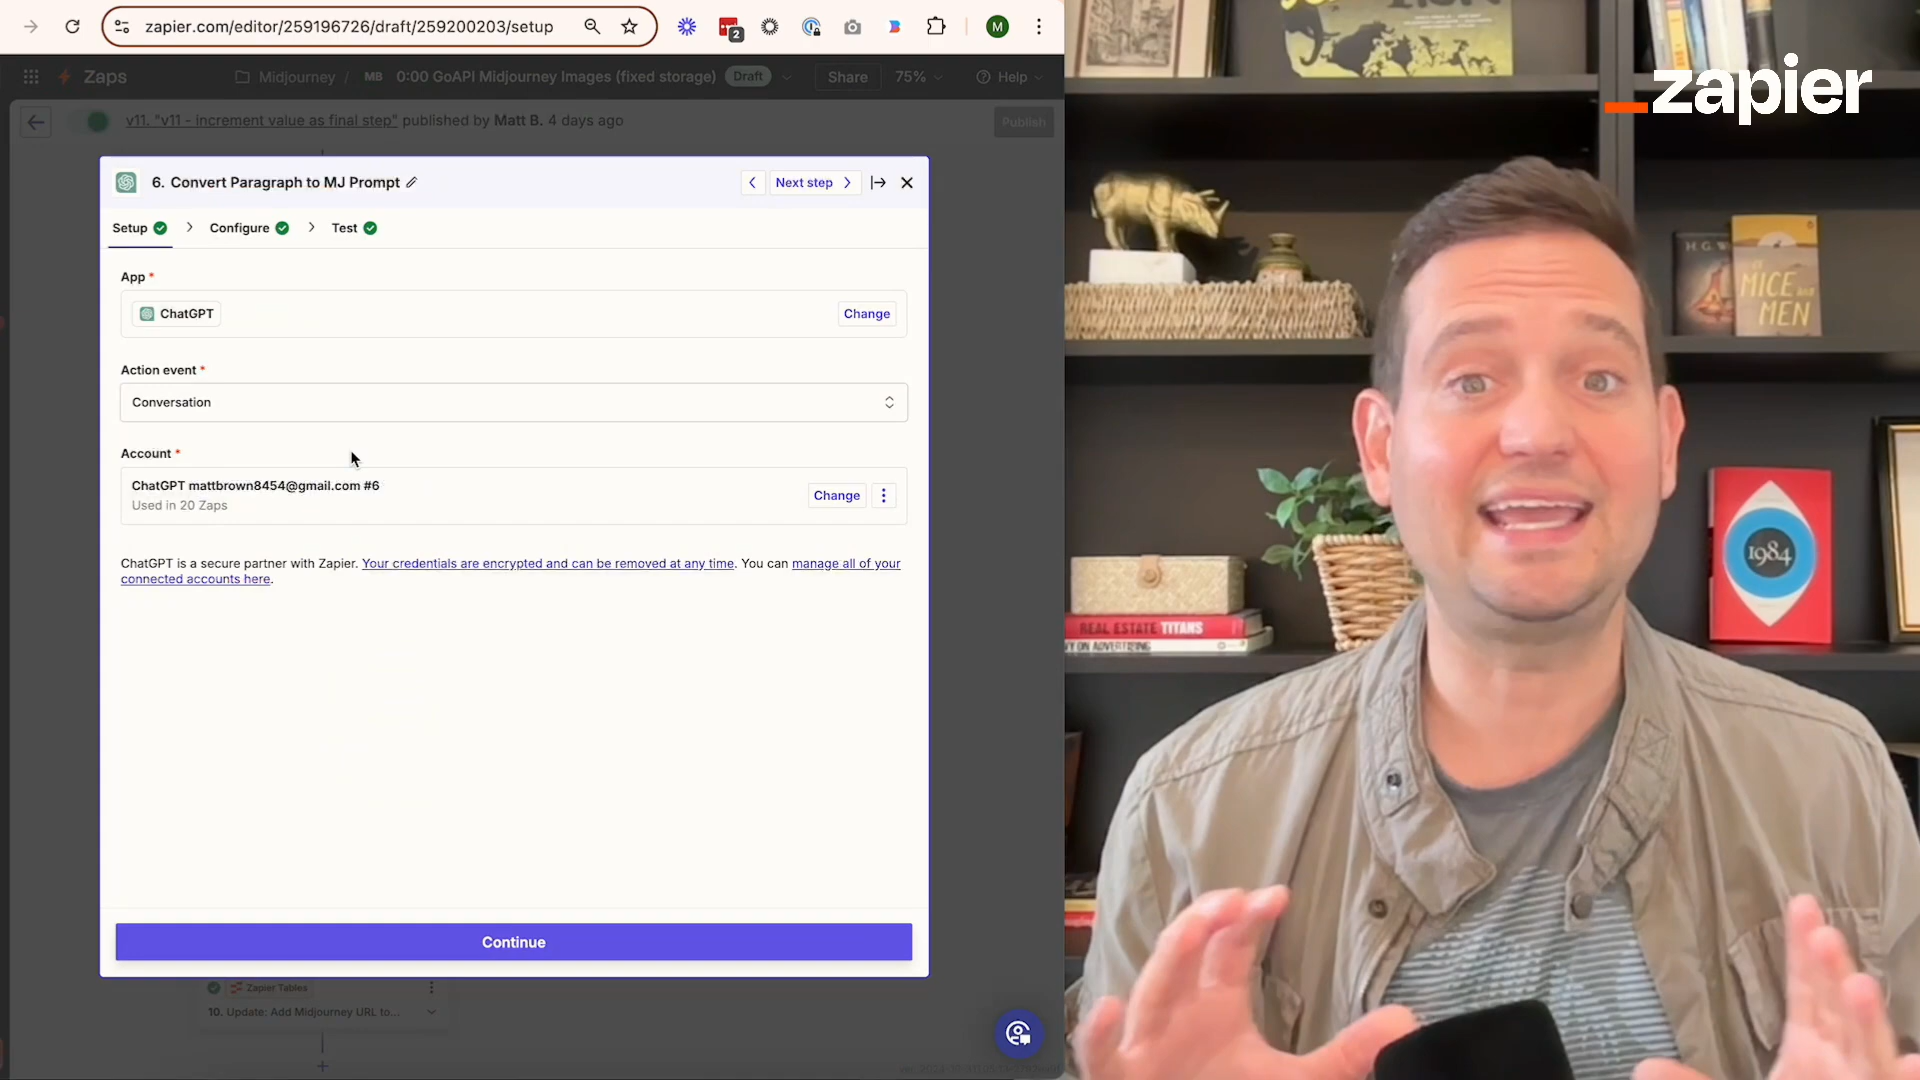 zapier.com/editor/259196726/draft/259200203/setup
2
M
Zaps
Midjourney /
MB
0:00 GoAPI Midjourney Images (fixed storage)
Draft
Share
75%
Help
v11. "v11 - increment value as final step" published by Matt B. 4 days ago
Publish
6. Convert Paragraph to MJ Prompt
Next step
Setup
Configure
Test
App *
ChatGPT
Change
Action event *
Conversation
Account *
ChatGPT mattbrown8454@gmail.com #6
Used in 20 Zaps
Change
ChatGPT is a secure partner with Zapier. Your credentials are encrypted and can be removed at any time. You can manage all of your
connected accounts here.
Continue
Zapier Tables
10. Update: Add Midjourney URL to...
_zapier
H.G.
MICE AND
MEN
1984
REAL ESTATE TITANS
ON ADVERTISING